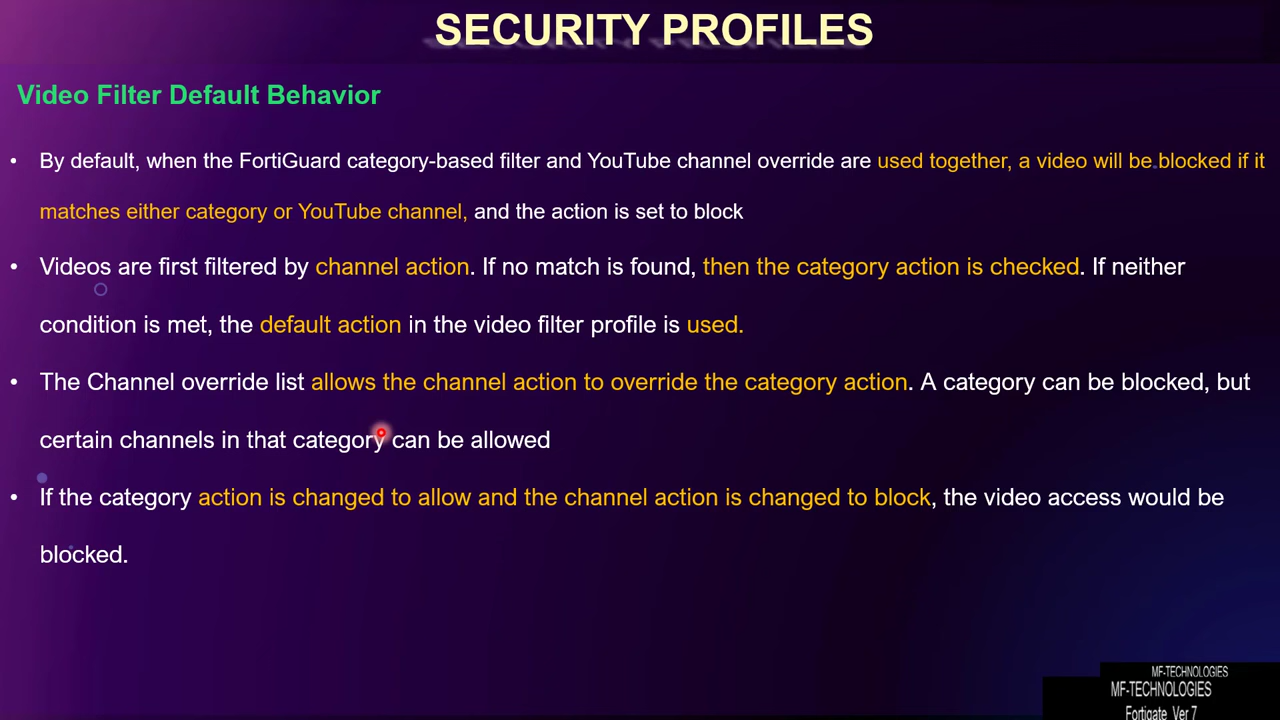 SECURITY PROFILES
Video Filter Default Behavior
• By default, when the FortiGuard category-based filter and YouTube channel override are used together, a video will be blocked if it
matches either category or YouTube channel, and the action is set to block
• Videos are first filtered by channel action. If no match is found, then the category action is checked. If neither
condition is met, the default action in the video filter profile is used.
• The Channel override list allows the channel action to override the category action. A category can be blocked, but
certain channels in that category can be allowed
• If the category action is changed to allow and the channel action is changed to block, the video access would be
blocked.
MF-TECHNOLOGIES
MF-TECHNOLOGIES
Fortigate Ver 7